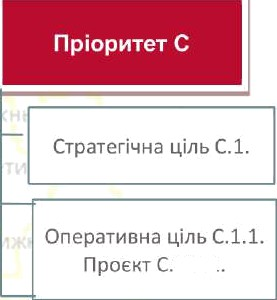 Пріоритет С
Стратегічна ціль С.1.
Оперативна ціль С.1.1.
Проєкт С. ..